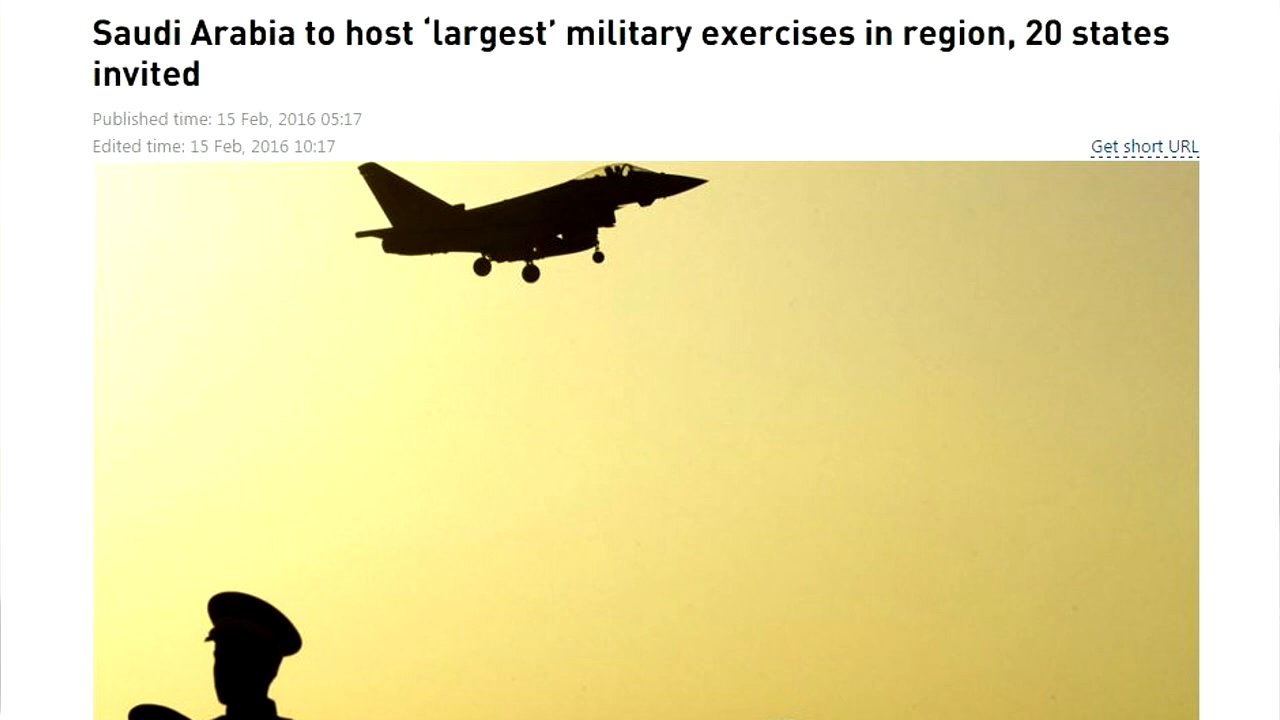 Saudi Arabia to host ‘largest’ military exercises in region, 20 states
invited
Published time: 15 Feb, 2016 05:17
Edited time: 15 Feb, 2016 10:17
Get short URL